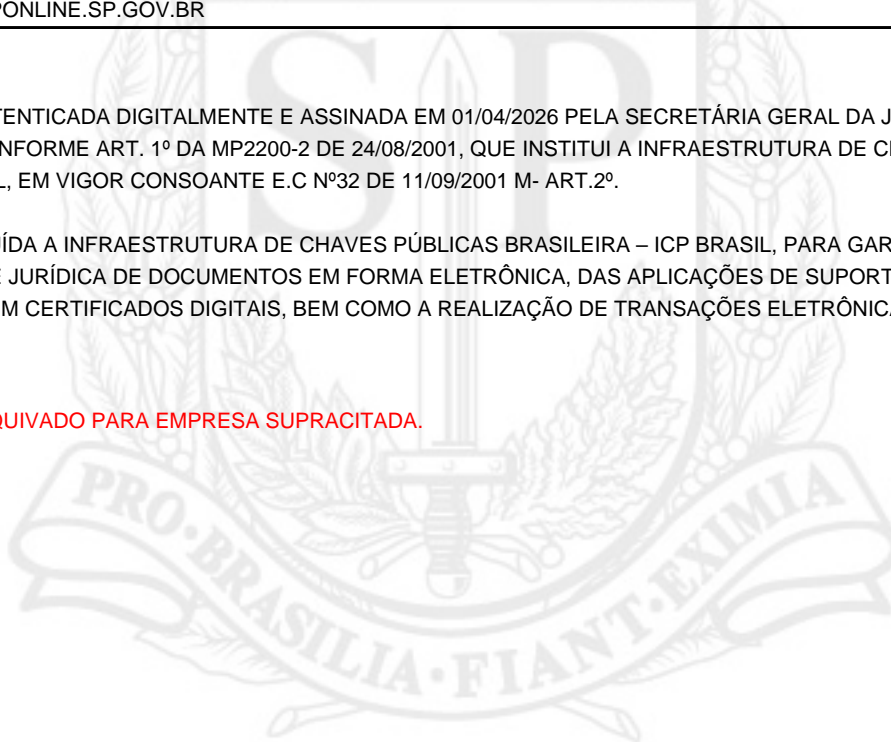 PONLINE.SP.GOV.BR
TENTICADA DIGITALMENTE E ASSINADA EM 01/04/2026 PELA SECRETÁRIA GERAL DA J
NFORME ART. 1º DA MP2200-2 DE 24/08/2001, QUE INSTITUI A INFRAESTRUTURA DE C
L, EM VIGOR CONSOANTE E.C Nº32 DE 11/09/2001 M- ART.2º.
ÍDA A INFRAESTRUTURA DE CHAVES PÚBLICAS BRASILEIRA – ICP BRASIL, PARA GAR
E JURÍDICA DE DOCUMENTOS EM FORMA ELETRÔNICA, DAS APLICAÇÕES DE SUPORT
M CERTIFICADOS DIGITAIS, BEM COMO A REALIZAÇÃO DE TRANSAÇÕES ELETRÔNICA
QUIVADO PARA EMPRESA SUPRACITADA.
SP
PRO·BRASILIA·FIANT·EXIMIA